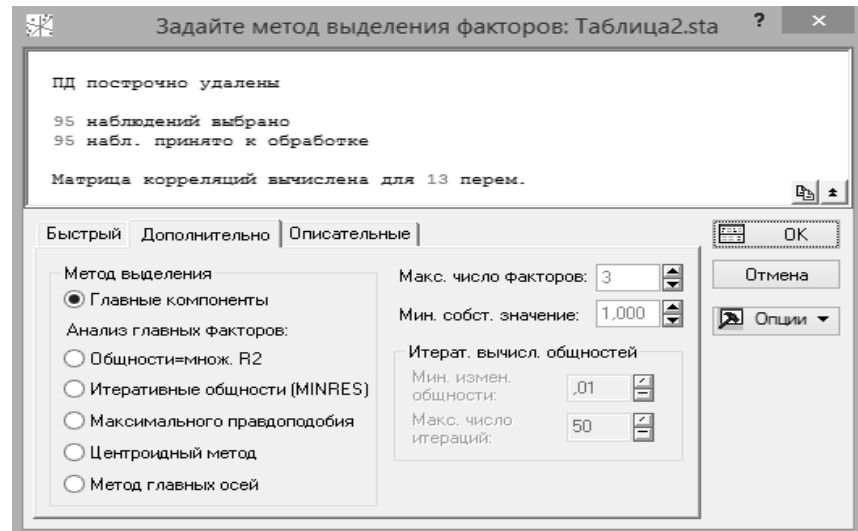 Задайте метод выделения факторов: Таблица2.sta ? ×
ПД построчно удалены
95 наблюдений выбрано
95 набл. принято к обработке
Матрица корреляций вычислена для 13 перем.
Быстрый Дополнительно Описательные
OK
Отмена
Опции
Метод выделения
Главные компоненты
Анализ главных факторов:
Общности=множ. R2
Итеративные общности (MINRES)
Максимального правдоподобия
Центроидный метод
Метод главных осей
Макс. число факторов: 3
Мин. собст. значение: 1,000
Итерат. вычисл. общностей
Мин. измен.
общности: ,01
Макс. число
итераций: 50